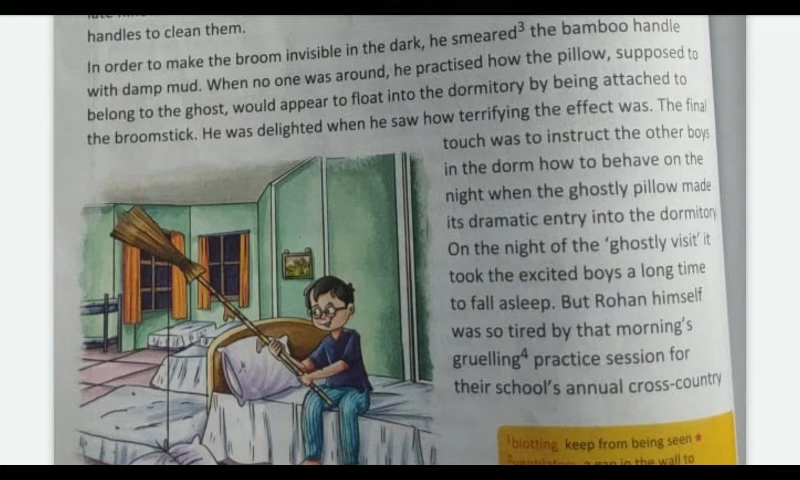 handles to clean them.
In order to make the broom invisible in the dark, he smeared³ the bamboo handle
with damp mud. When no one was around, he practised how the pillow, supposed to
belong to the ghost, would appear to float into the dormitory by being attached to
the broomstick. He was delighted when he saw how terrifying the effect was. The final
touch was to instruct the other boys
in the dorm how to behave on the
night when the ghostly pillow made
its dramatic entry into the dormitory
On the night of the ‘ghostly visit’ it
took the excited boys a long time
to fall asleep. But Rohan himself
was so tired by that morning’s
gruelling⁴ practice session for
their school’s annual cross-country
¹blotting keep from being seen *
a gap in the wall to